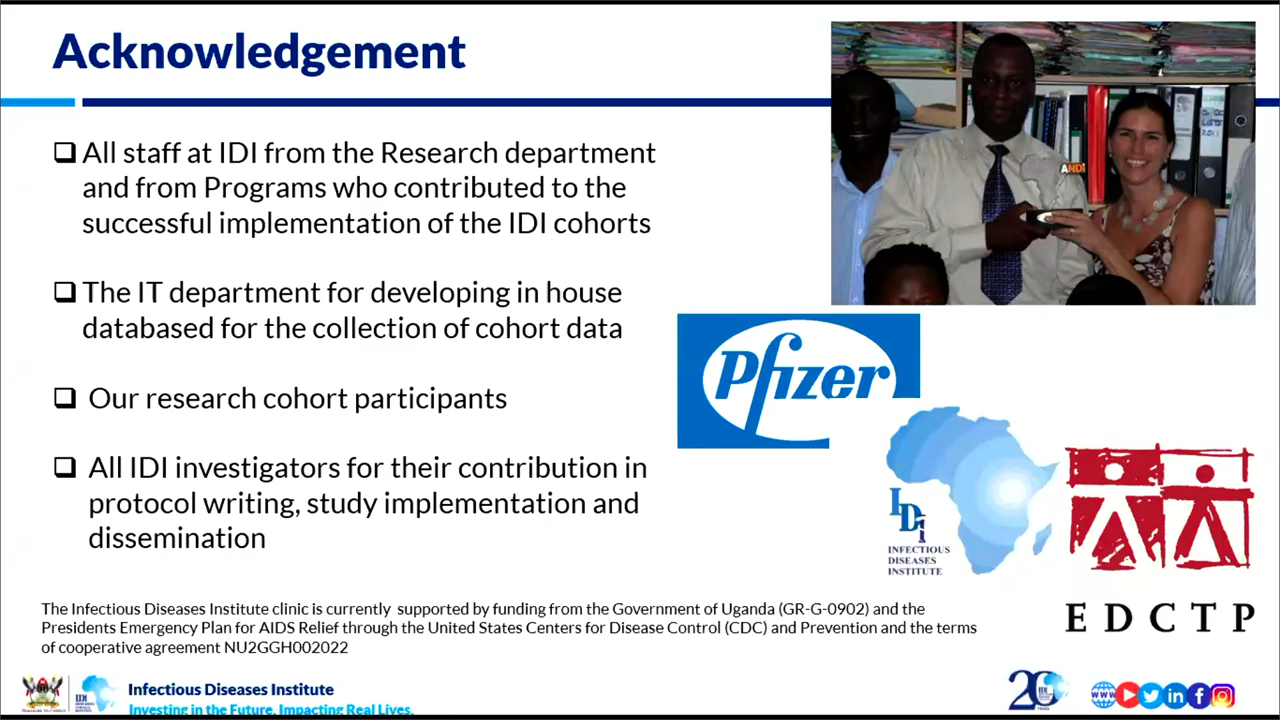 Acknowledgement
All staff at IDI from the Research department
and from Programs who contributed to the
successful implementation of the IDI cohorts
The IT department for developing in house
databased for the collection of cohort data
Our research cohort participants
All IDI investigators for their contribution in
protocol writing, study implementation and
dissemination
ANDI
2011
Pfizer
IDI
INFECTIOUS
DISEASES
INSTITUTE
EDCTP
The Infectious Diseases Institute clinic is currently supported by funding from the Government of Uganda (GR-G-0902) and the
Presidents Emergency Plan for AIDS Relief through the United States Centers for Disease Control (CDC) and Prevention and the terms
of cooperative agreement NU2GGH002022
Infectious Diseases Institute
Investing in the Future. Impacting Real Lives.
20
YEARS
in
f